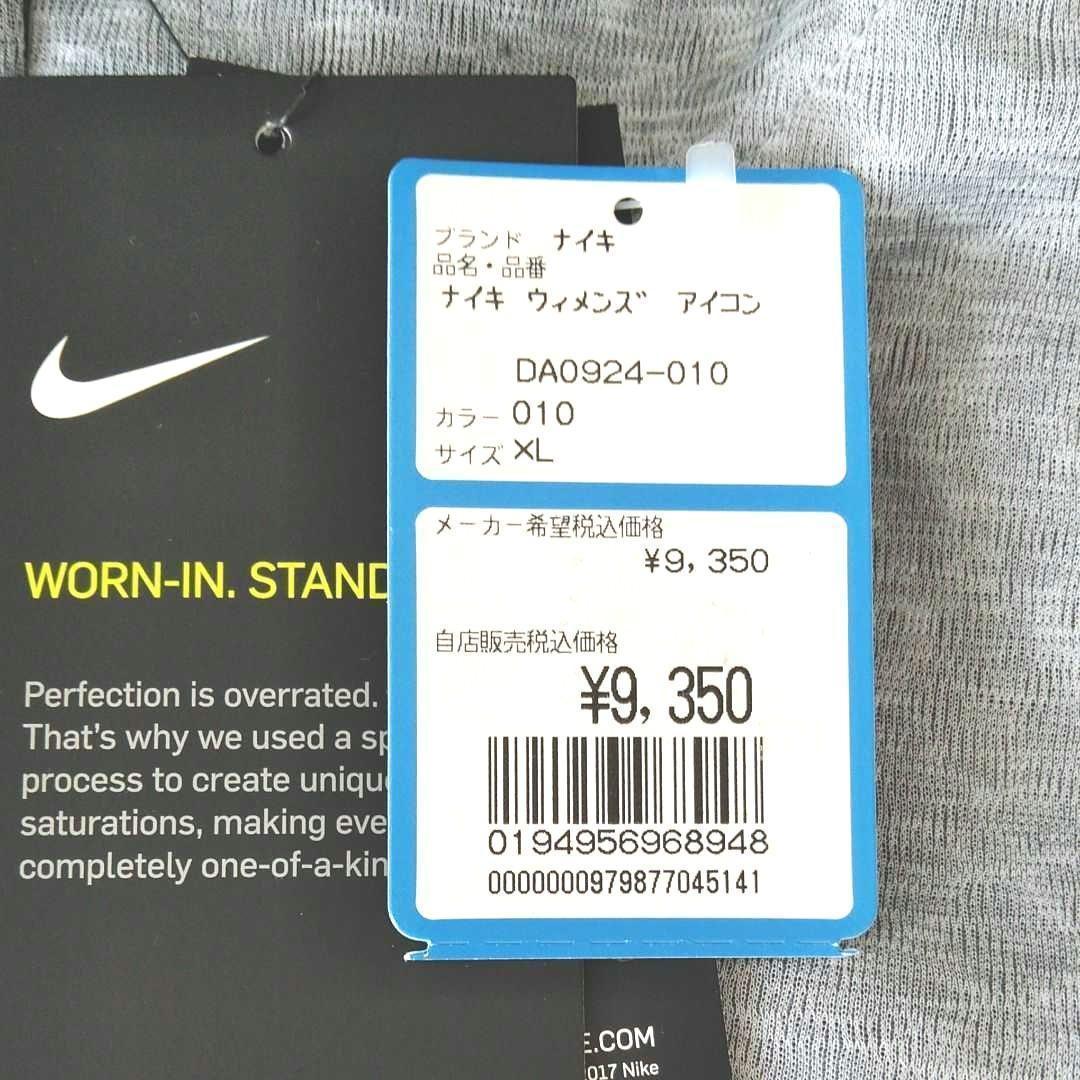 WORN-IN. STAND
Perfection is overrated.
That's why we used a sp
process to create uniqu
saturations, making eve
completely one-of-a-kin
ブランド ナイキ
品名・品番
ナイキ ウィメンズ アイコン
DA0924-010
カラー 010
サイズ XL
メーカー希望税込価格
¥9,350
自店販売税込価格
¥9,350
0194956968948
0000000979877045141
E.COM
017 Nike